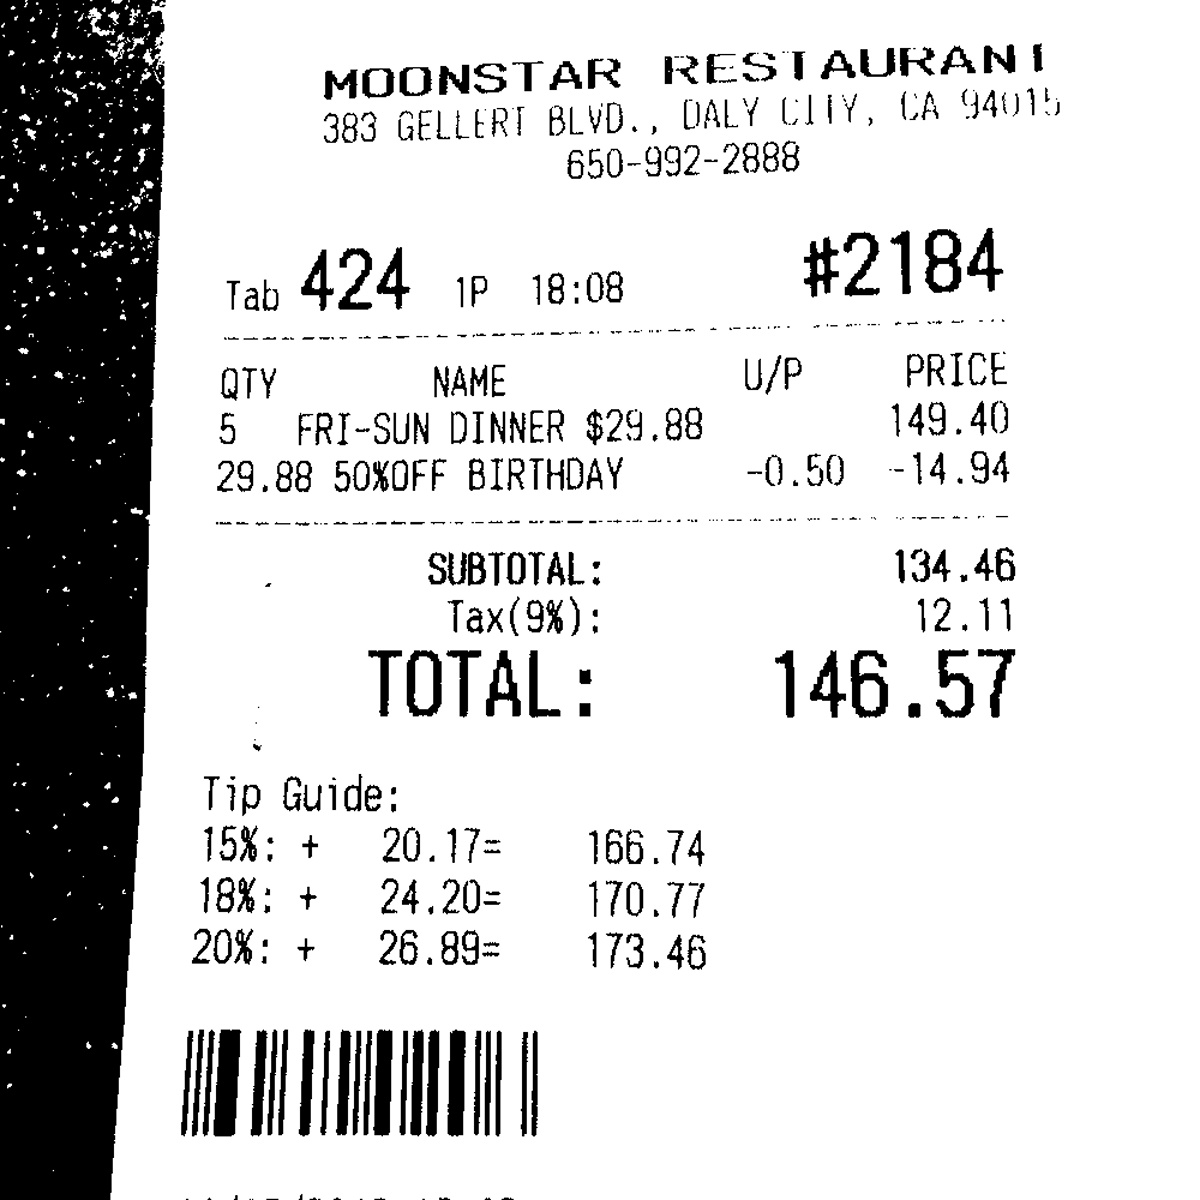 MOONSTAR RESTAURANT
383 GELLERT BLVD., DALY CITY, CA 94015
650-992-2888
Tab 424 1P 18:08 #2184
QTY NAME U/P PRICE
5 FRI-SUN DINNER $29.88 149.40
29.88 50%OFF BIRTHDAY -0.50 -14.94
SUBTOTAL: 134.46
Tax(9%): 12.11
TOTAL: 146.57
Tip Guide:
15%: + 20.17= 166.74
18%: + 24.20= 170.77
20%: + 26.89= 173.46